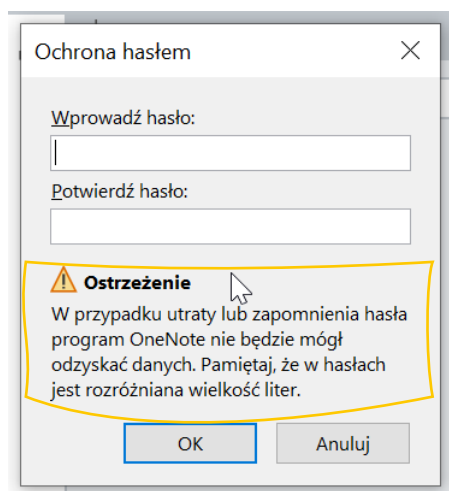 Ochrona hasłem
Wprowadź hasło:
Potwierdź hasło:
Ostrzeżenie
W przypadku utraty lub zapomnienia hasła
program OneNote nie będzie mógł
odzyskać danych. Pamiętaj, że w hasłach
jest rozróżniana wielkość liter.
OK
Anuluj